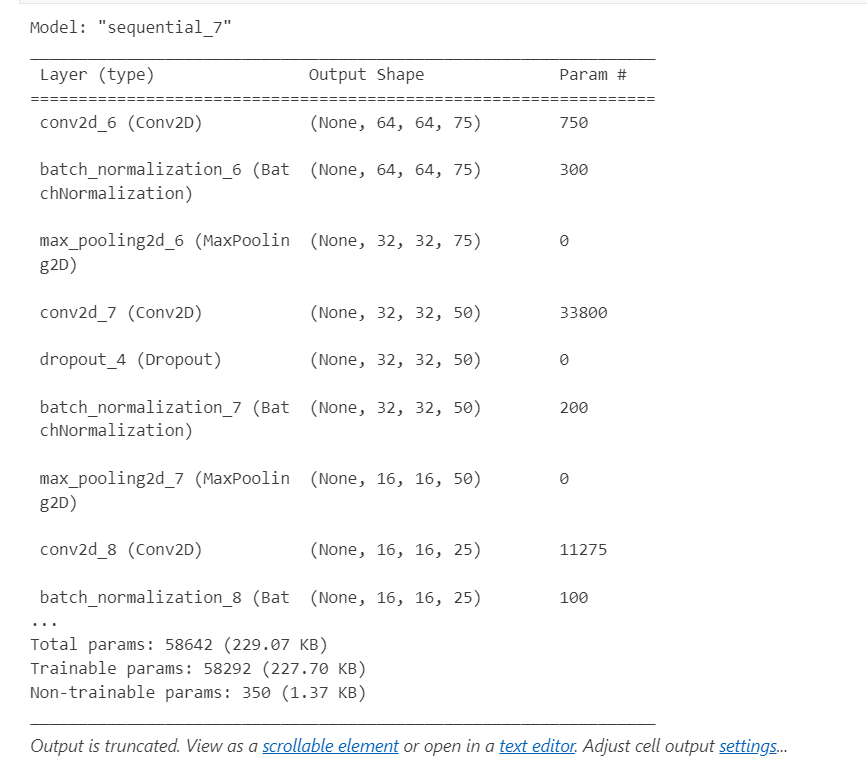 Model: "sequential_7"
_________________________________________________________________
Layer (type) Output Shape Param #
=================================================================
conv2d_6 (Conv2D) (None, 64, 64, 75) 750
batch_normalization_6 (Bat (None, 64, 64, 75) 300
chNormalization)
max_pooling2d_6 (MaxPoolin (None, 32, 32, 75) 0
g2D)
conv2d_7 (Conv2D) (None, 32, 32, 50) 33800
dropout_4 (Dropout) (None, 32, 32, 50) 0
batch_normalization_7 (Bat (None, 32, 32, 50) 200
chNormalization)
max_pooling2d_7 (MaxPoolin (None, 16, 16, 50) 0
g2D)
conv2d_8 (Conv2D) (None, 16, 16, 25) 11275
batch_normalization_8 (Bat (None, 16, 16, 25) 100
...
Total params: 58642 (229.07 KB)
Trainable params: 58292 (227.70 KB)
Non-trainable params: 350 (1.37 KB)
_________________________________________________________________
Output is truncated. View as a scrollable element or open in a text editor. Adjust cell output settings...